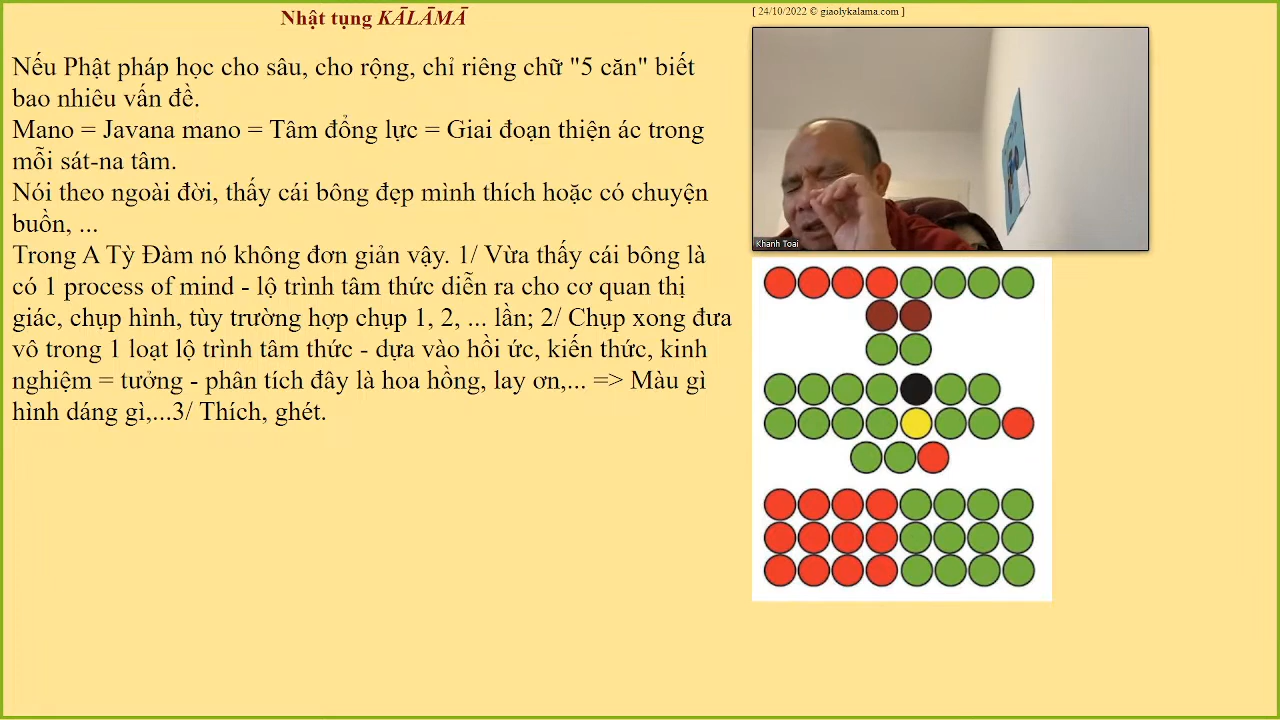 Nhật tụng KĀLĀMĀ
[ 24/10/2022 © giaolykalama.com ]
Nếu Phật pháp học cho sâu, cho rộng, chỉ riêng chữ "5 căn" biết
bao nhiêu vấn đề.
Mano = Javana mano = Tâm đổng lực = Giai đoạn thiện ác trong
mỗi sát-na tâm.
Nói theo ngoài đời, thấy cái bông đẹp mình thích hoặc có chuyện
buồn, ...
Trong A Tỳ Đàm nó không đơn giản vậy. 1/ Vừa thấy cái bông là
có 1 process of mind - lộ trình tâm thức diễn ra cho cơ quan thị
giác, chụp hình, tùy trường hợp chụp 1, 2, ... lần; 2/ Chụp xong đưa
vô trong 1 loạt lộ trình tâm thức - dựa vào hồi ức, kiến thức, kinh
nghiệm = tưởng - phân tích đây là hoa hồng, lay ơn,... => Màu gì
hình dáng gì,...3/ Thích, ghét.
Khanh Toai